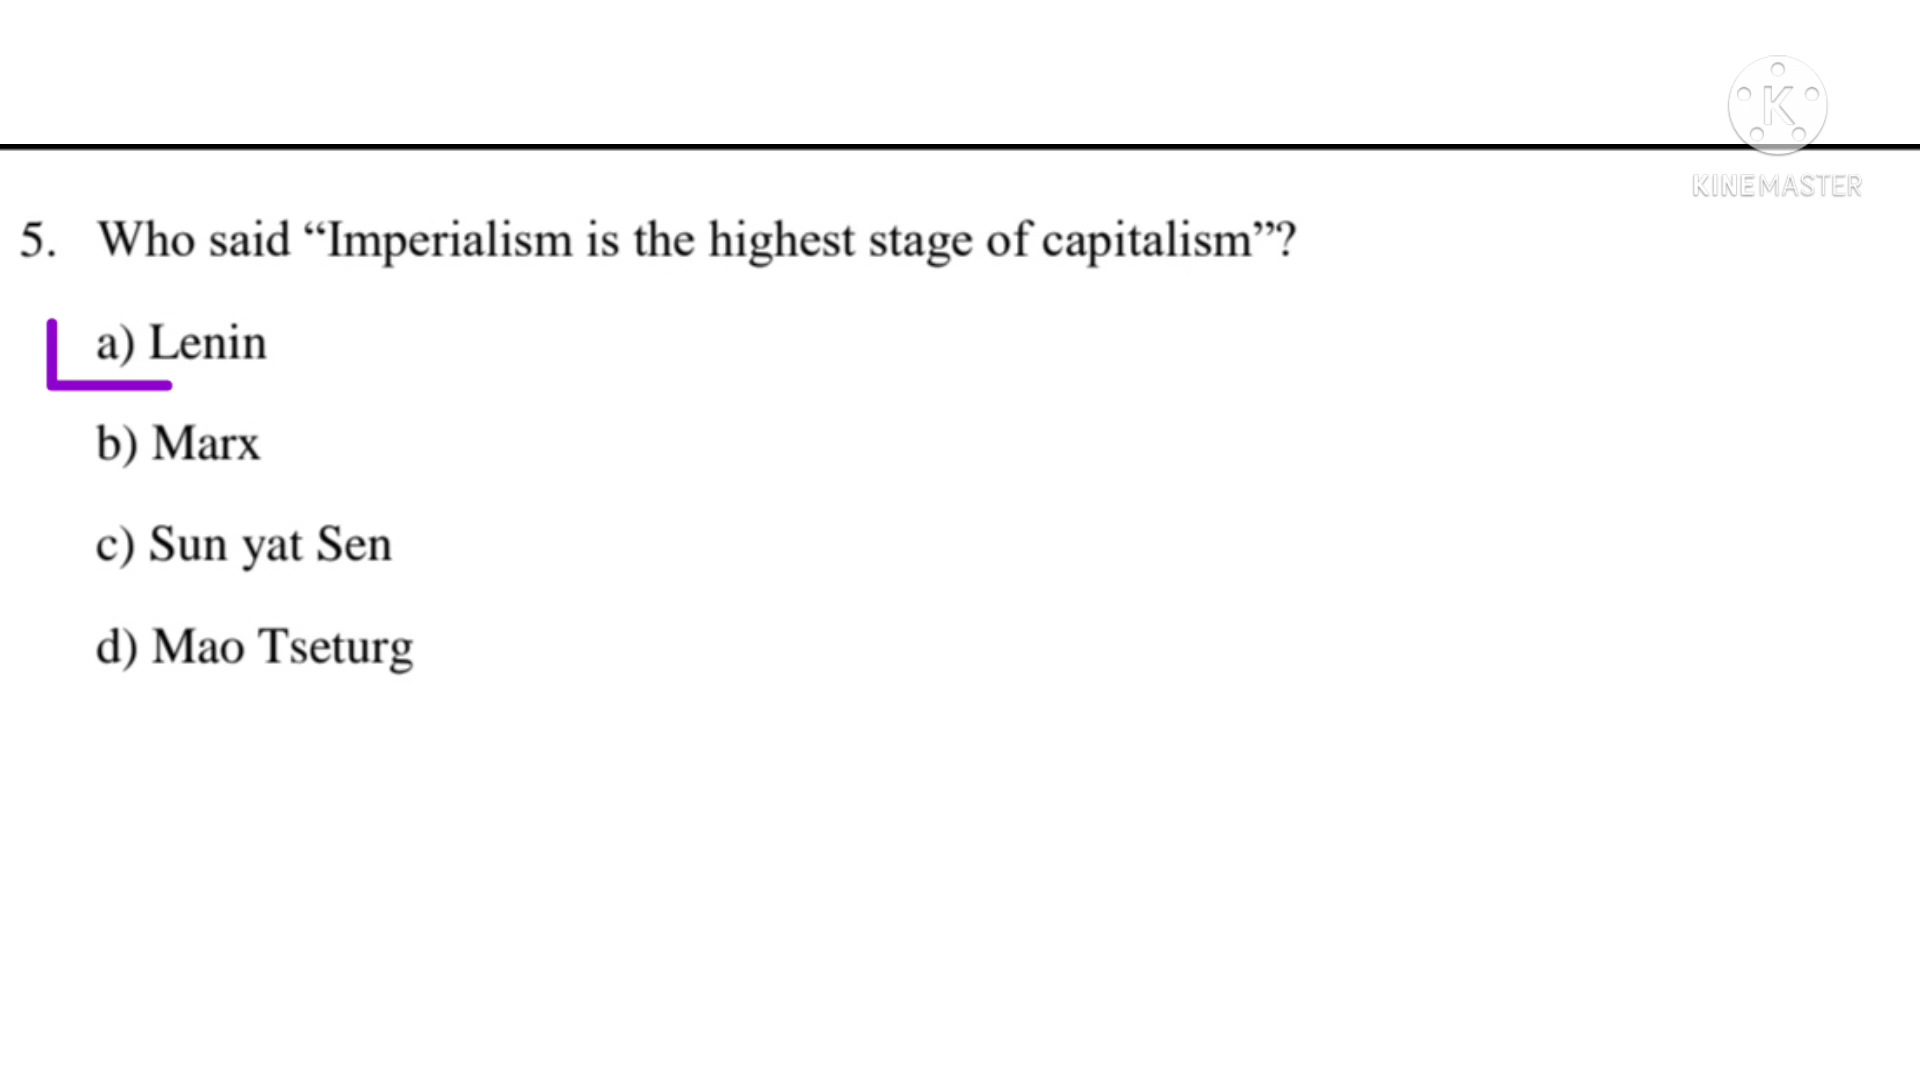 K
KINEMASTER
5. Who said “Imperialism is the highest stage of capitalism”?
a) Lenin
b) Marx
c) Sun yat Sen
d) Mao Tseturg